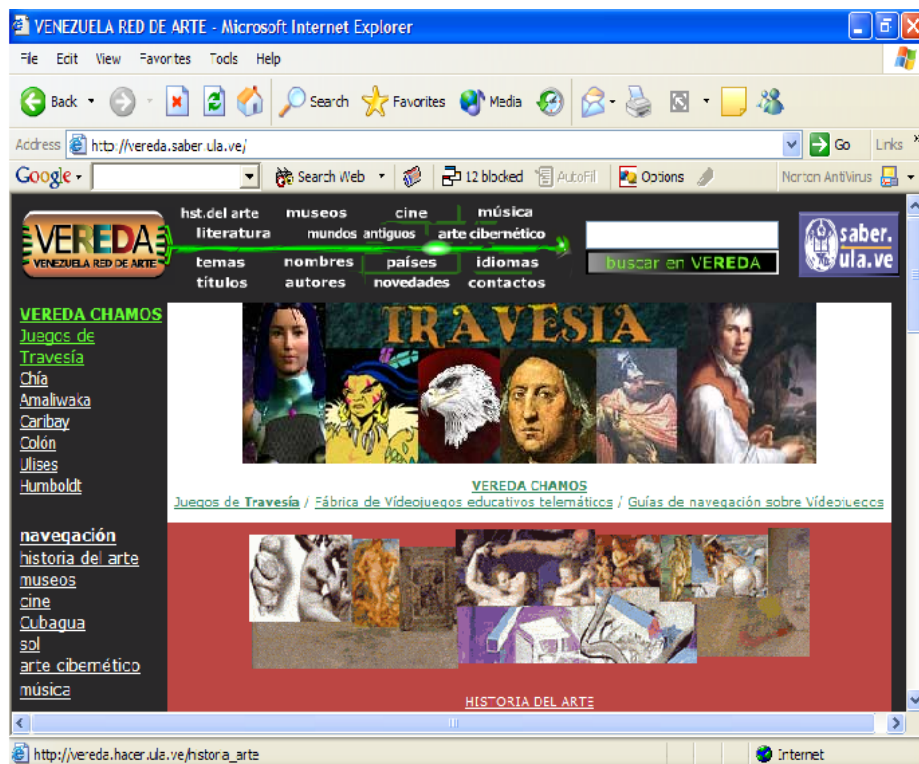 VENEZUELA RED DE ARTE - Microsoft Internet Explorer
File Edit View Favorites Tools Help
Back Search Favorites Media
Address http://vereda.saber.ula.ve/ Go Links
Google Search Web 12 blocked AutoFill Options Norton AntiVirus
VEREDA
VENEZUELA RED DE ARTE
hst.del arte museos cine música
literatura mundos antiguos arte cibernético
temas nombres países idiomas
títulos autores novedades contactos
buscar en VEREDA
saber.
ula.ve
VEREDA CHAMOS
Juegos de
Travesía
Chía
Amaliwaka
Caribay
Colón
Ulises
Humboldt
navegación
historia del arte
museos
cine
Cubagua
sol
arte cibernético
música
TRAVESIA
VEREDA CHAMOS
Juegos de Travesía / Fábrica de Vídeojuegos educativos telemáticos / Guías de navegación sobre Vídeojuegos
HISTORIA DEL ARTE
http://vereda.hacer.ula.ve/historia_arte Internet